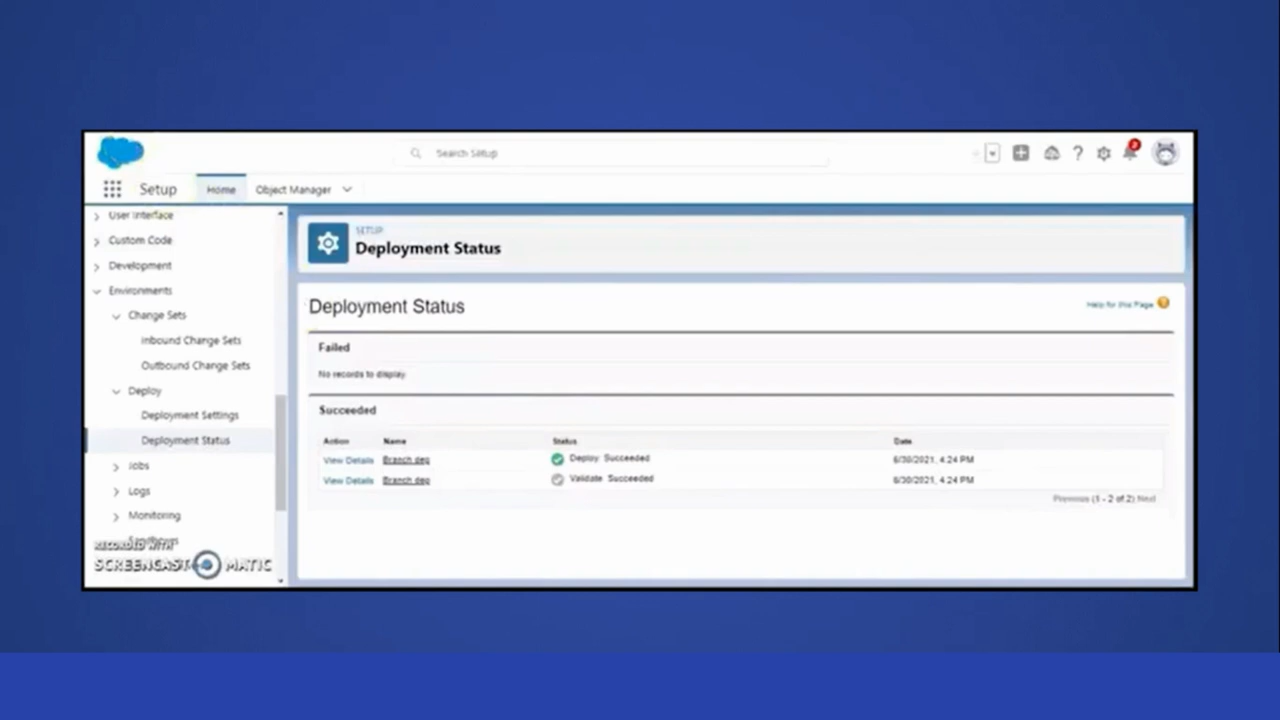 Search Setup
2
Setup
Home
Object Manager
User Interface
Custom Code
Development
Environments
Change Sets
Inbound Change Sets
Outbound Change Sets
Deploy
Deployment Settings
Deployment Status
Jobs
Logs
Monitoring
Sandboxes
RECORDED WITH
SCREENCAST-O-MATIC
SETUP
Deployment Status
Deployment Status
Help for this Page
Failed
No records to display
Succeeded
Action Name Status Date
View Details Branch dep Deploy: Succeeded 6/30/2021, 4:24 PM
View Details Branch dep Validate: Succeeded 6/30/2021, 4:24 PM
Previous (1 - 2 of 2) Next